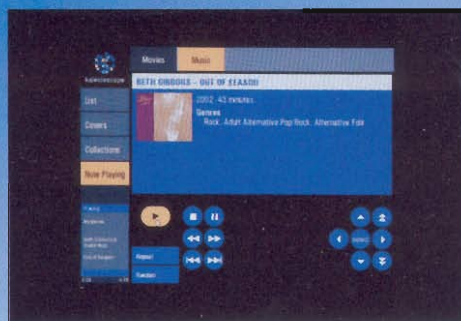 Movies
Music
kaleidescape
BETH GIBBONS - OUT OF SEASON
List
2002 - 43 minutes
Genres
Rock, Adult Alternative Pop/Rock, Alternative Folk
Covers
Collections
Now Playing
Playing
Repeat
Random